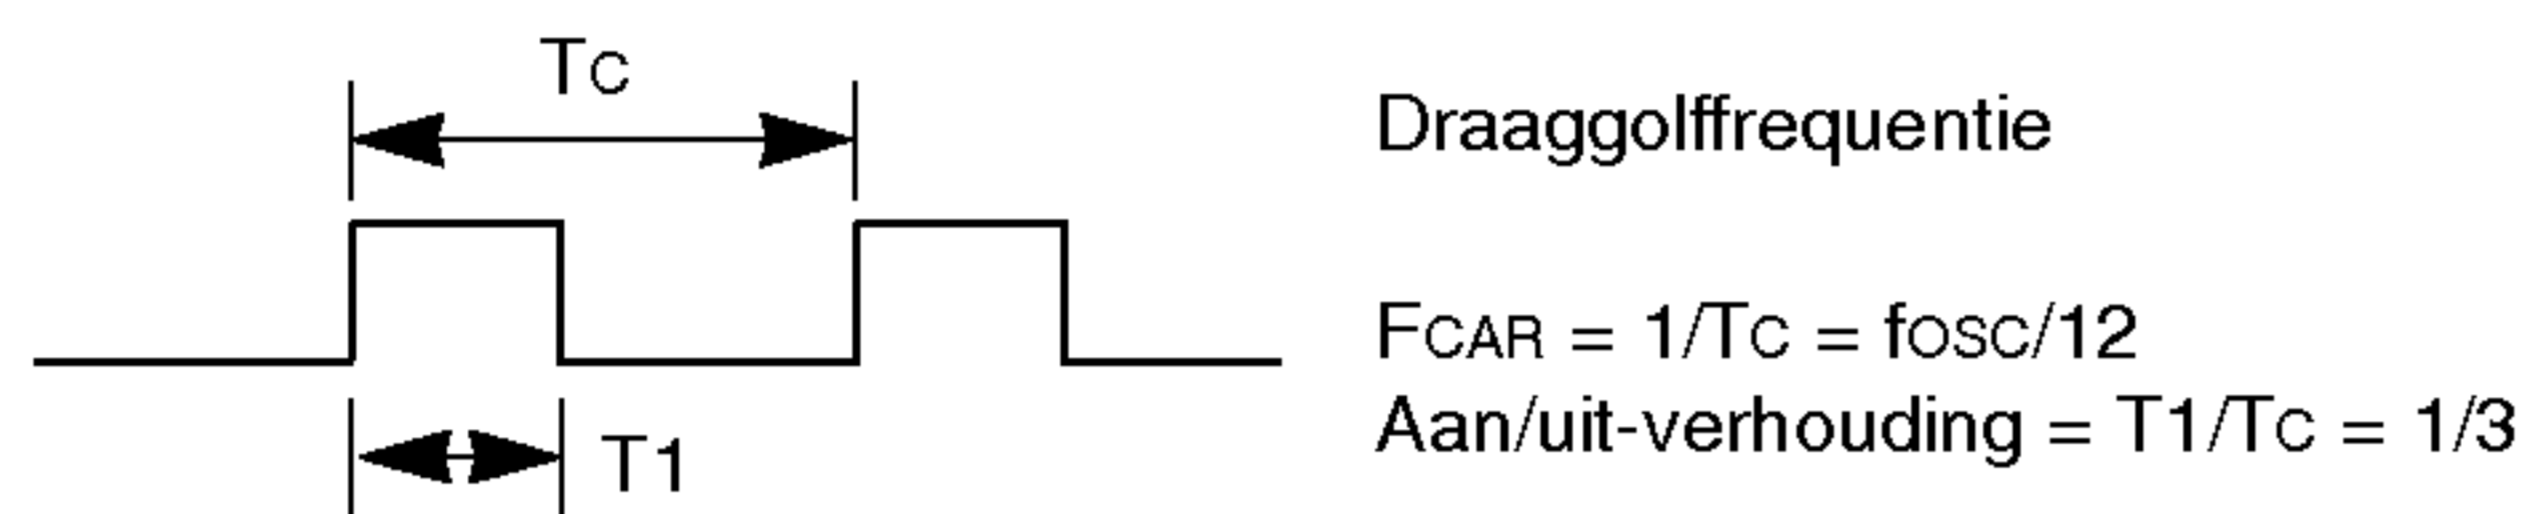 TC
Draaggolffrequentie
FCAR = 1/TC = fOSC/12
Aan/uit-verhouding = T1/TC = 1/3
T1